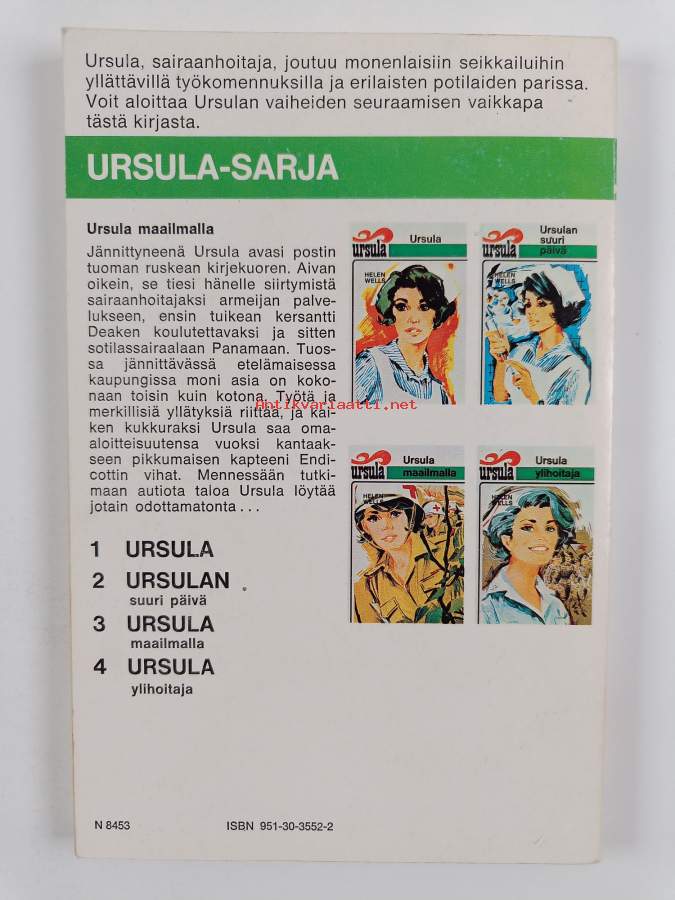 Ursula, sairaanhoitaja, joutuu monenlaisiin seikkailuihin
yllättävillä työkomennuksilla ja erilaisten potilaiden parissa.
Voit aloittaa Ursulan vaiheiden seuraamisen vaikkapa
tästä kirjasta.
URSULA-SARJA
Ursula maailmalla
Jännittyneenä Ursula avasi postin
tuoman ruskean kirjekuoren. Aivan
oikein, se tiesi hänelle siirtymistä
sairaanhoitajaksi armeijan palve-
lukseen, ensin tuikean kersantti
Deaken koulutettavaksi ja sitten
sotilassairaalaan Panamaan. Tuos-
sa jännittävässä etelämaisessa
kaupungissa moni asia on koko-
naan toisin kuin kotona. Työtä ja
merkillisiä yllätyksiä riittää, ja kai-
ken kukkuraksi Ursula saa oma-
aloitteisuutensa vuoksi kantaak-
seen pikkumaisen kapteeni Endi-
cottin vihat. Mennessään tutki-
maan autiota taloa Ursula löytää
jotain odottamatonta...
1 URSULA
2 URSULAN
suuri päivä
3 URSULA
maailmalla
4 URSULA
ylihoitaja
ursula
Ursula
HELEN
WELLS
ursula
Ursulan
suuri
päivä
HELEN
WELLS
ursula
Ursula
maailmalla
HELEN
WELLS
ursula
Ursula
ylihoitaja
HELEN
WELLS
Antikvariaatti.net
N 8453
ISBN 951-30-3552-2